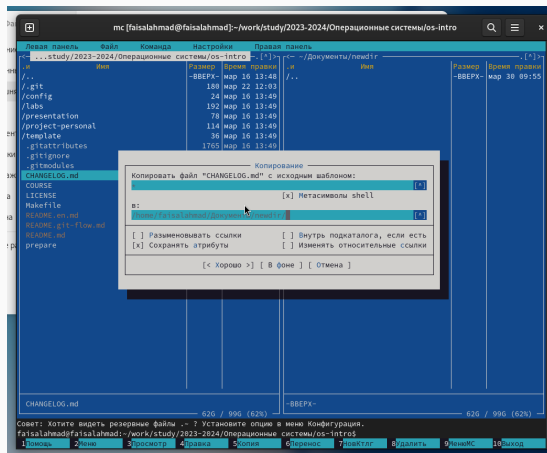 mc [faisalahmad@faisalahmad]:~/work/study/2023-2024/Операционные системы/os-intro
Левая панель Файл Команда Настройки Правая панель
<- ...study/2023-2024/Операционные системы/os-intro -.[^]>
<- ~/Документы/newdir -.[^]>
.и Имя Размер Время правки .и Имя Размер Время правки
/.. -ВВЕРХ- мар 16 13:48 /.. -ВВЕРХ- мар 30 09:55
/.git 180 мар 22 12:03
/config 24 мар 16 13:49
/labs 192 мар 16 13:49
/presentation 78 мар 16 13:49
/project-personal 114 мар 16 13:49
/template 36 мар 16 13:49
.gitattributes 1765 мар 16 13:49
.gitignore
.gitmodules
CHANGELOG.md
COURSE
LICENSE
Makefile
README.en.md
README.git-flow.md
README.md
prepare
Копирование
Копировать файл "CHANGELOG.md" с исходным шаблоном:
* [^]
[x] Метасимволы shell
в:
/home/faisalahmad/Документы/newdir/ [^]
[ ] Разыменовывать ссылки [ ] Внутрь подкаталога, если есть
[x] Сохранять атрибуты [ ] Изменять относительные ссылки
[< Хорошо >] [ В фоне ] [ Отмена ]
CHANGELOG.md -ВВЕРХ-
62G / 99G (62%) 62G / 99G (62%)
Совет: Хотите видеть резервные файлы .~ ? Установите опцию в меню Конфигурация.
faisalahmad@faisalahmad:~/work/study/2023-2024/Операционные системы/os-intro$
1Помощь 2Меню 3Просмотр 4Правка 5Копия 6Перенос 7НовКтлг 8Удалить 9МенюMC 10Выход